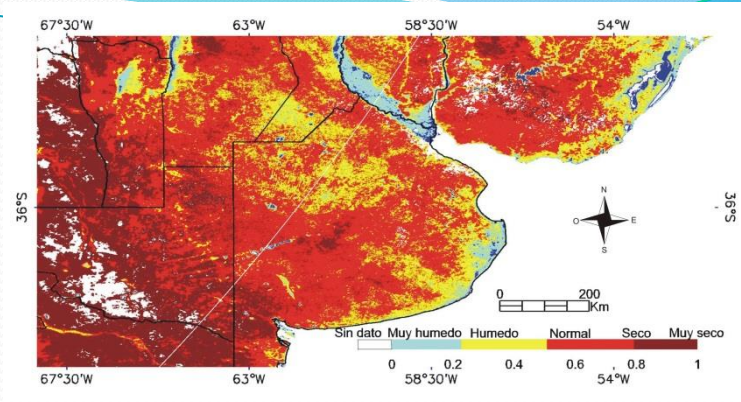 67°30'W 63°W 58°30'W 54°W
36°S 36°S
N
O E
S
0 200
Km
Sin dato Muy humedo Humedo Normal Seco Muy seco
0 0.2 0.4 0.6 0.8 1
67°30'W 63°W 58°30'W 54°W